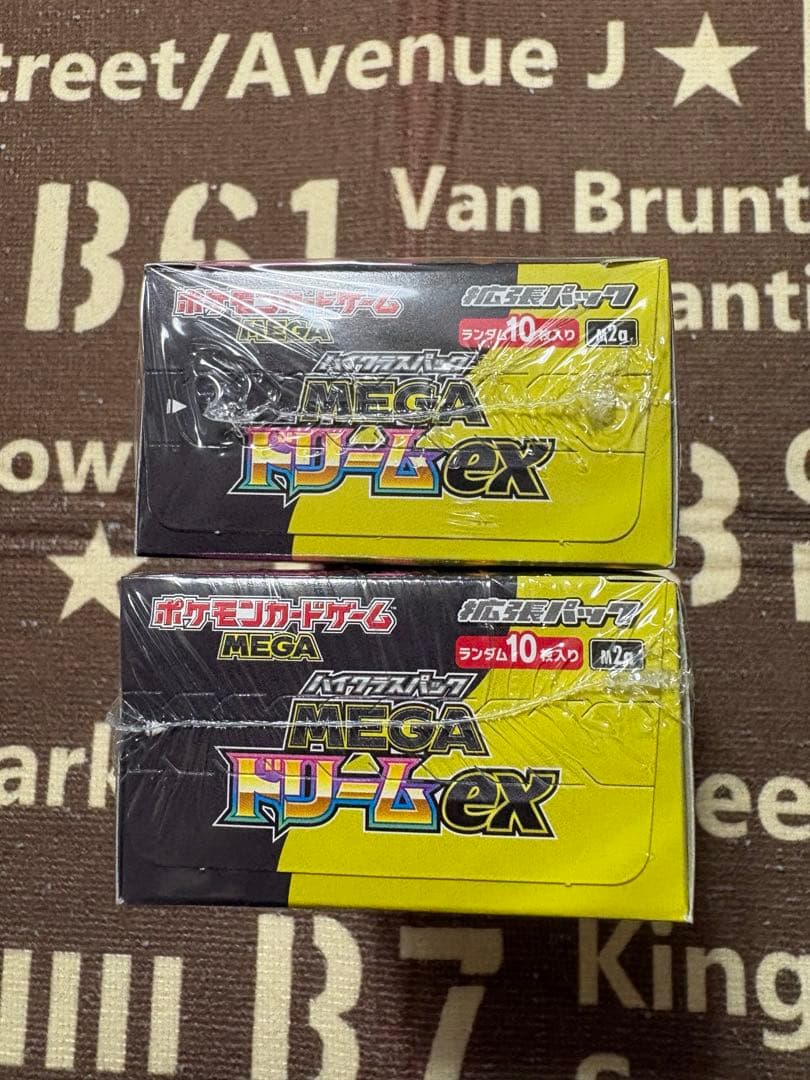 treet/Avenue J ★
B61
Van Brunt
anti
ポケモンカードゲーム
MEGA
拡張パック
ランダム10枚入り
ハイクラスパック
MEGA
ドリームex
ow
B
ポケモンカードゲーム
MEGA
拡張パック
ランダム10枚入り
M2a
ハイクラスパック
MEGA
ドリームex
ark
ee
B7
King